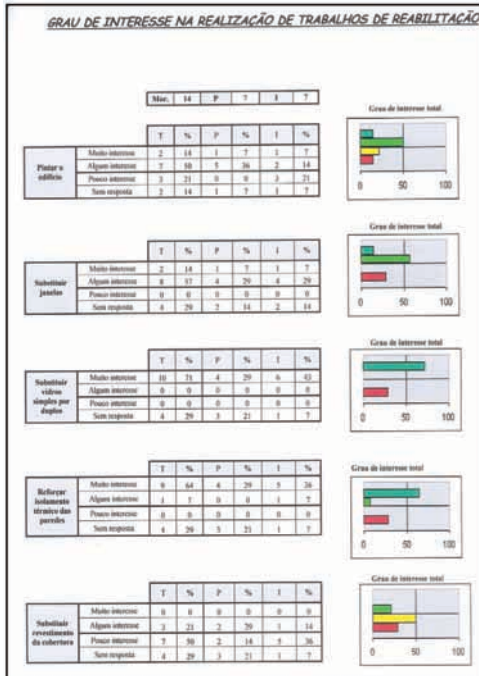 GRAU DE INTERESSE NA REALIZAÇÃO DE TRABALHOS DE REABILITAÇÃO
Mor. 14 P 7 I 7
Grau de interesse total
T % P % I %
Pintar o edifício
Muito interesse 2 14 1 7 1 7
Algum interesse 7 50 5 36 2 14
Pouco interesse 3 21 0 0 3 21
Sem resposta 2 14 1 7 1 7
0 50 100
Grau de interesse total
T % P % I %
Substituir janelas
Muito interesse 2 14 1 7 1 7
Algum interesse 8 57 4 29 4 29
Pouco interesse 0 0 0 0 0 0
Sem resposta 4 29 2 14 2 14
0 50 100
Grau de interesse total
T % P % I %
Substituir vidros simples por duplos
Muito interesse 10 71 4 29 6 43
Algum interesse 0 0 0 0 0 0
Pouco interesse 0 0 0 0 0 0
Sem resposta 4 29 3 21 1 7
0 50 100
Grau de interesse total
T % P % I %
Reforçar isolamento térmico das paredes
Muito interesse 9 64 4 29 5 36
Algum interesse 1 7 0 0 1 7
Pouco interesse 0 0 0 0 0 0
Sem resposta 4 29 3 21 1 7
0 50 100
Grau de interesse total
T % P % I %
Substituir revestimento da cobertura
Muito interesse 0 0 0 0 0 0
Algum interesse 3 21 2 29 1 14
Pouco interesse 7 50 2 14 5 36
Sem resposta 4 29 3 21 1 7
0 50 100